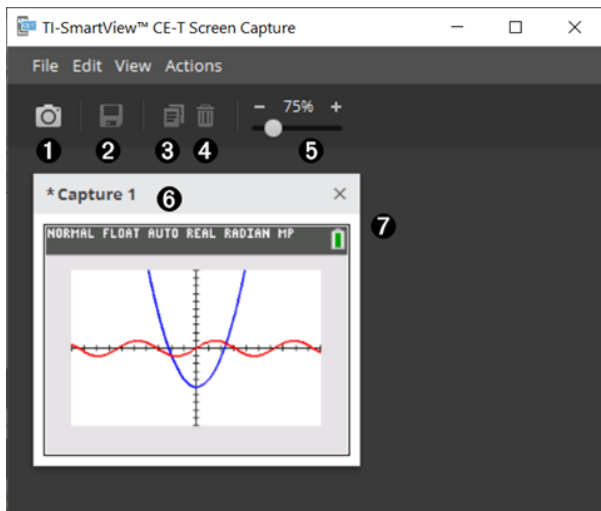 TI-SmartView™ CE-T Screen Capture
File Edit View Actions
− 75% +
1 2 3 4 5
*Capture 1 6
7
NORMAL FLOAT AUTO REAL RADIAN MP